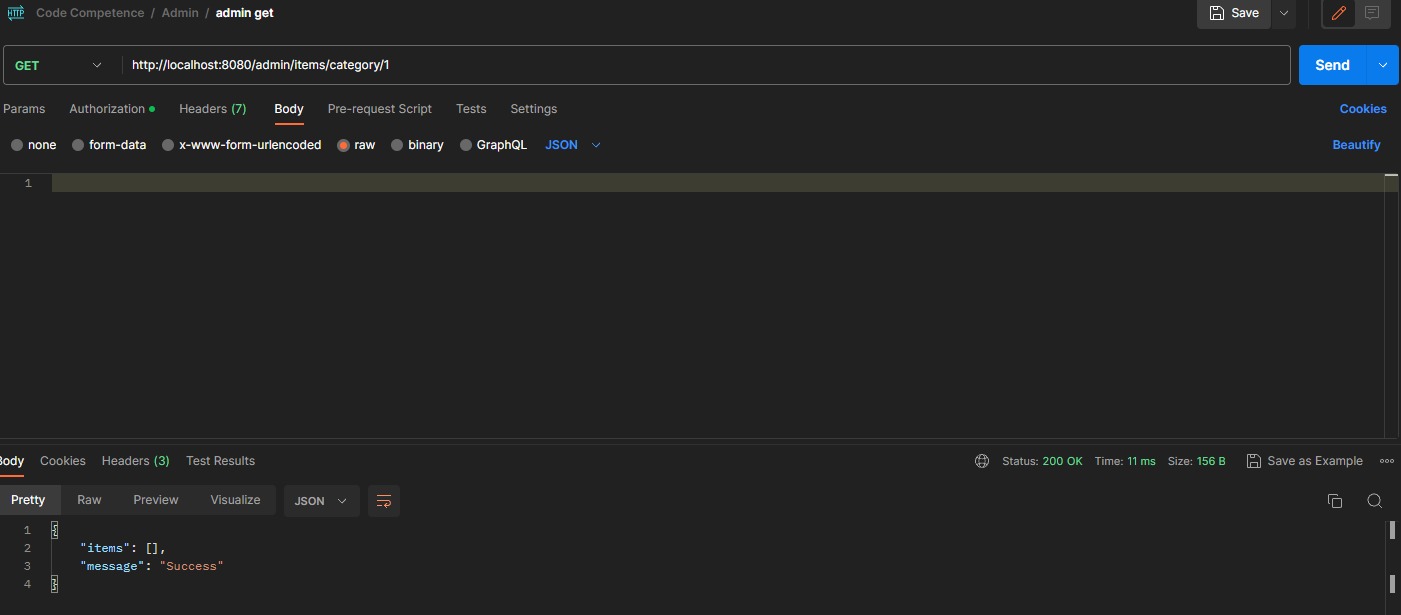 HTTP Code Competence / Admin / admin get Save
GET http://localhost:8080/admin/items/category/1 Send
Params Authorization Headers (7) Body Pre-request Script Tests Settings Cookies
none form-data x-www-form-urlencoded raw binary GraphQL JSON Beautify
1
Body Cookies Headers (3) Test Results Status: 200 OK Time: 11 ms Size: 156 B Save as Example
Pretty Raw Preview Visualize JSON
1 {
2 "items": [],
3 "message": "Success"
4 }